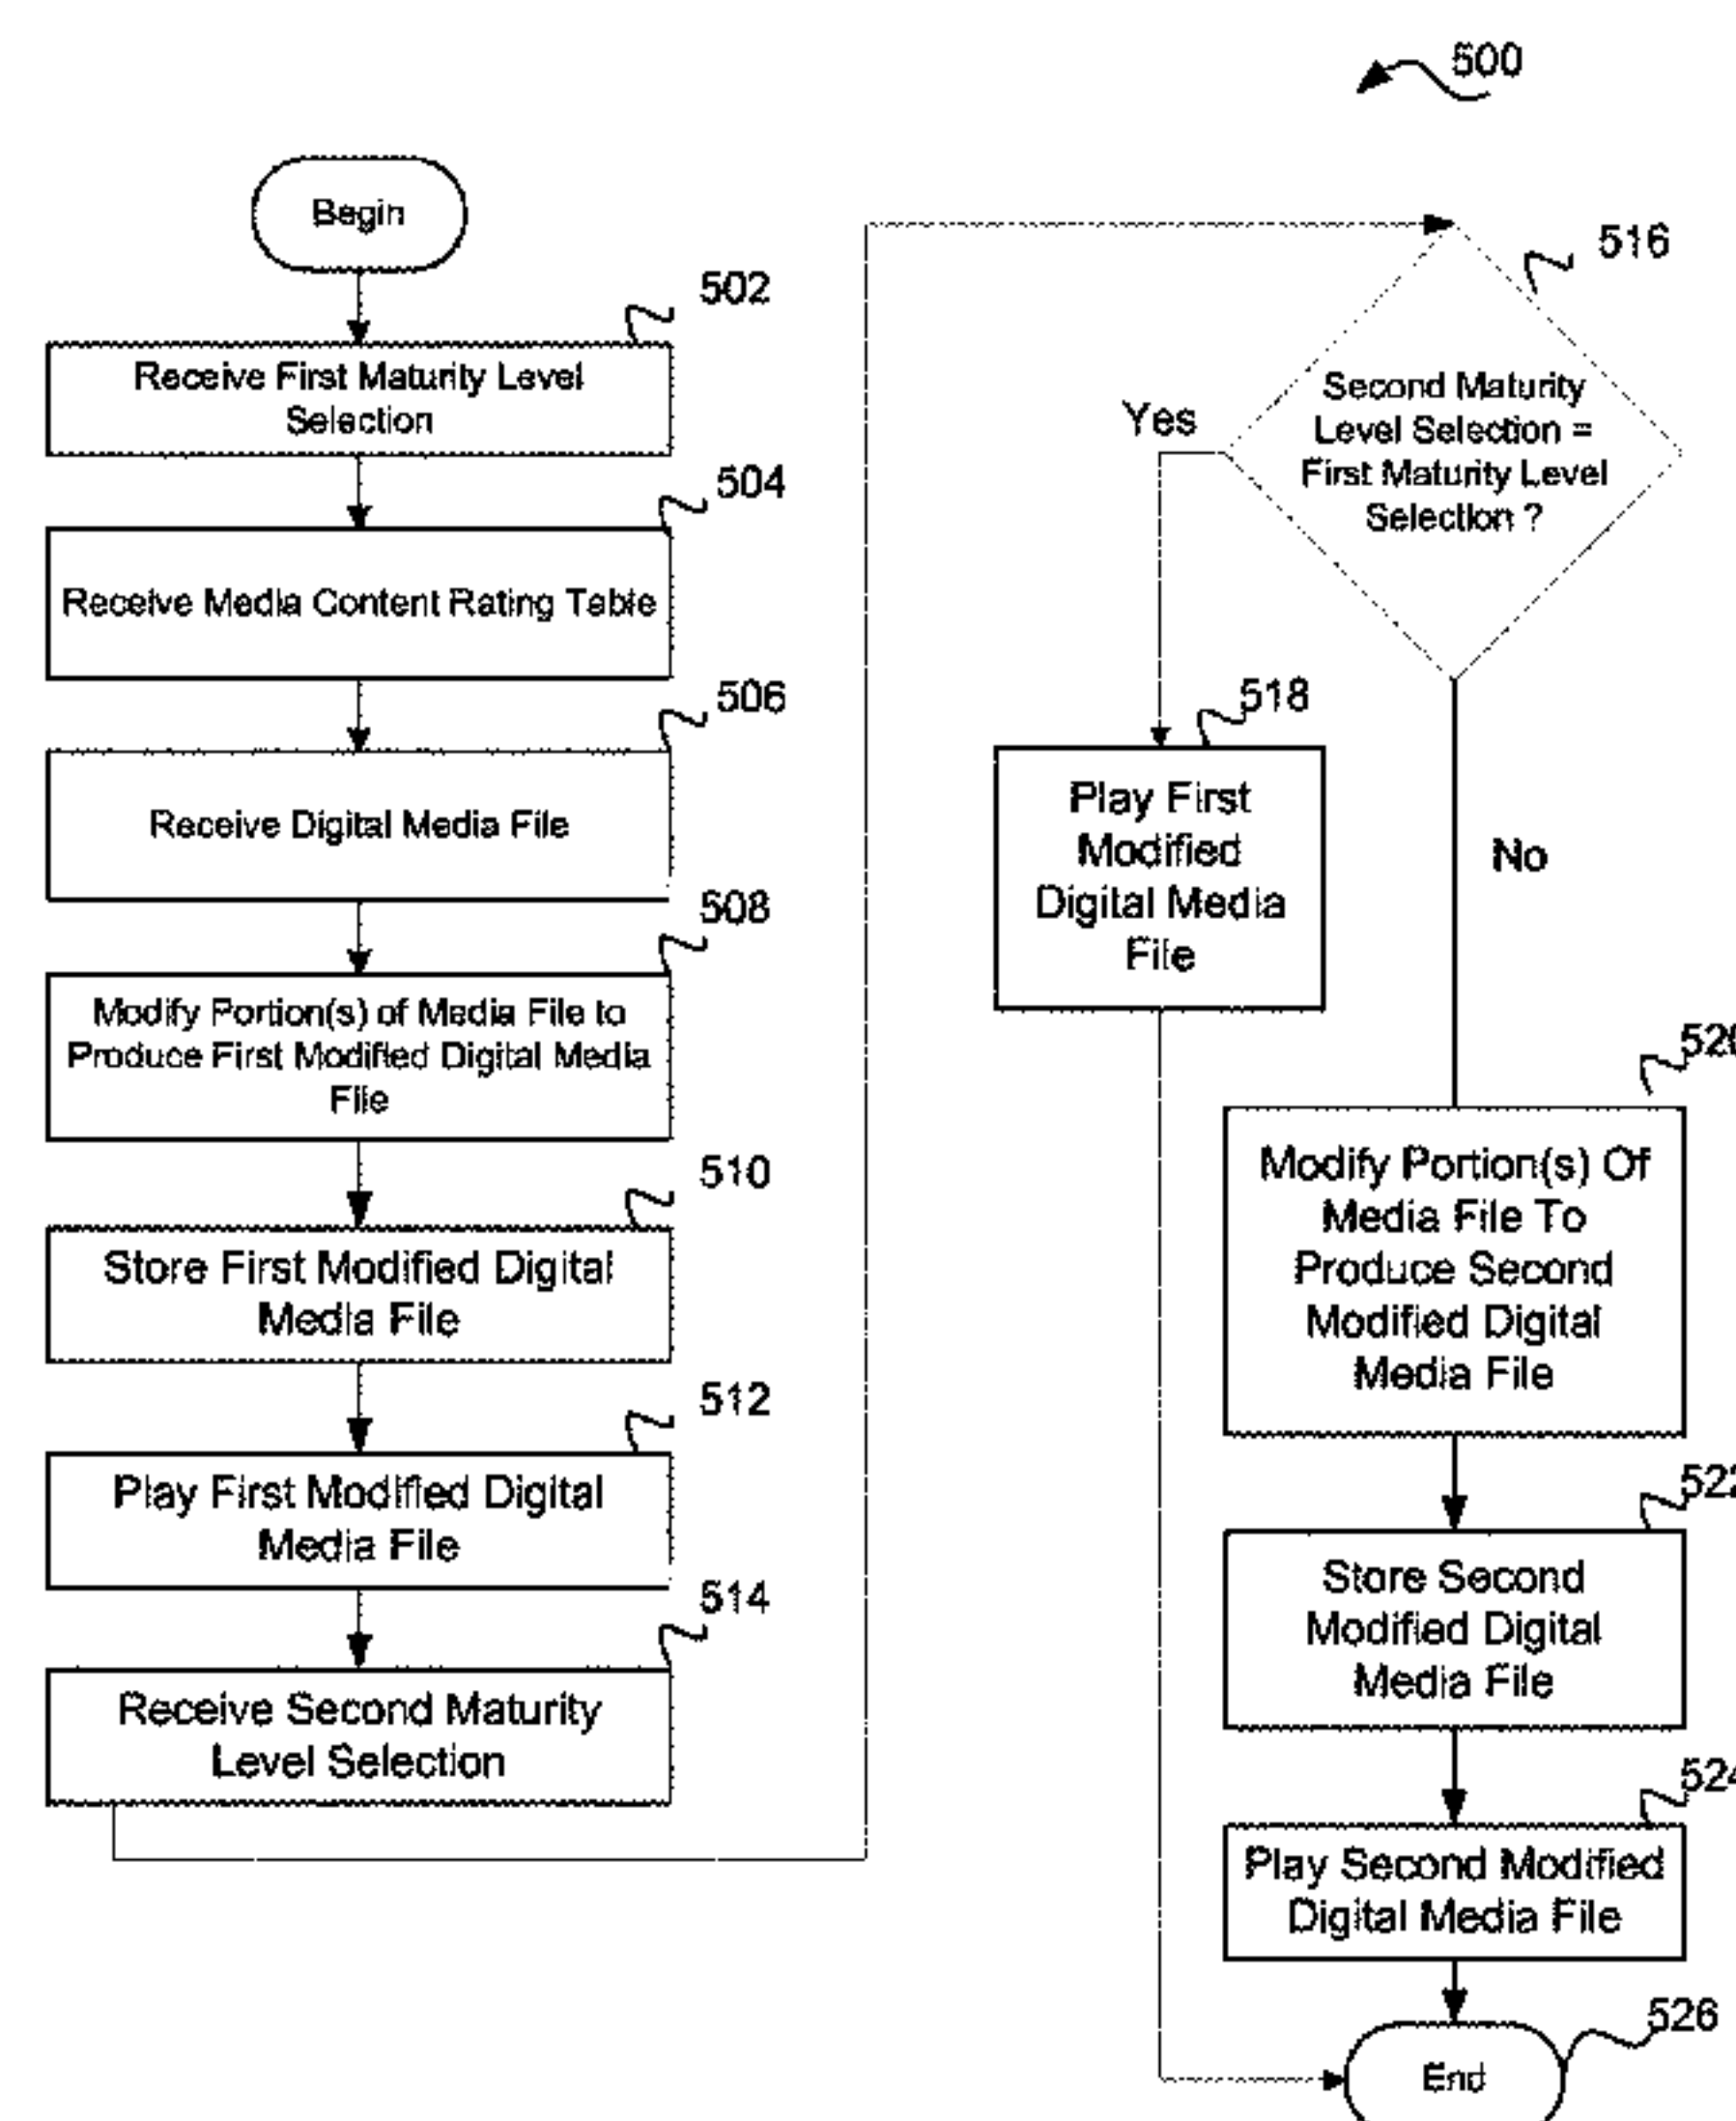 500
Begin
502
Receive First Maturity Level
Selection
504
Receive Media Content Rating Table
506
Receive Digital Media File
508
Modify Portion(s) of Media File to
Produce First Modified Digital Media
File
510
Store First Modified Digital
Media File
512
Play First Modified Digital
Media File
514
Receive Second Maturity
Level Selection
516
Second Maturity
Level Selection =
First Maturity Level
Selection ?
Yes
No
518
Play First
Modified
Digital Media
File
520
Modify Portion(s) Of
Media File To
Produce Second
Modified Digital
Media File
522
Store Second
Modified Digital
Media File
524
Play Second Modified
Digital Media File
526
End